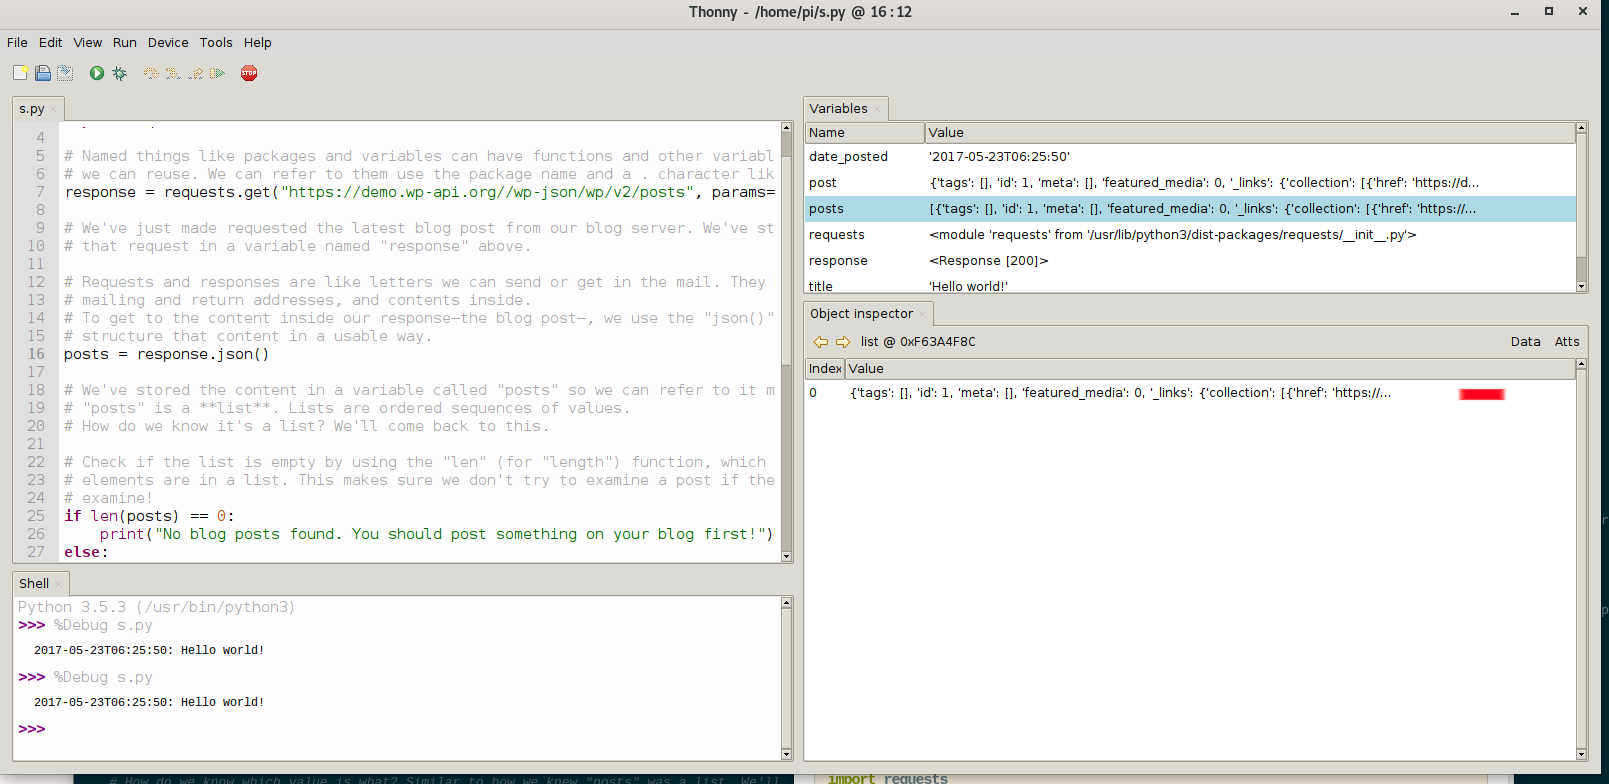 Thonny - /home/pi/s.py @ 16 : 12
File Edit View Run Device Tools Help
STOP
s.py
4
5 # Named things like packages and variables can have functions and other variabl
6 # we can reuse. We can refer to them use the package name and a . character lik
7 response = requests.get("https://demo.wp-api.org//wp-json/wp/v2/posts", params=
8
9 # We've just made requested the latest blog post from our blog server. We've st
10 # that request in a variable named "response" above.
11
12 # Requests and responses are like letters we can send or get in the mail. They
13 # mailing and return addresses, and contents inside.
14 # To get to the content inside our response—the blog post—, we use the "json()"
15 # structure that content in a usable way.
16 posts = response.json()
17
18 # We've stored the content in a variable called "posts" so we can refer to it m
19 # "posts" is a **list**. Lists are ordered sequences of values.
20 # How do we know it's a list? We'll come back to this.
21
22 # Check if the list is empty by using the "len" (for "length") function, which
23 # elements are in a list. This makes sure we don't try to examine a post if the
24 # examine!
25 if len(posts) == 0:
26 print("No blog posts found. You should post something on your blog first!")
27 else:
Shell
Python 3.5.3 (/usr/bin/python3)
>>> %Debug s.py
2017-05-23T06:25:50: Hello world!
>>> %Debug s.py
2017-05-23T06:25:50: Hello world!
>>>
Variables
Name Value
date_posted '2017-05-23T06:25:50'
post {'tags': [], 'id': 1, 'meta': [], 'featured_media': 0, '_links': {'collection': [{'href': 'https://d...
posts [{'tags': [], 'id': 1, 'meta': [], 'featured_media': 0, '_links': {'collection': [{'href': 'https://...
requests <module 'requests' from '/usr/lib/python3/dist-packages/requests/__init__.py'>
response <Response [200]>
title 'Hello world!'
Object inspector
list @ 0xF63A4F8C Data Atts
Index Value
0 {'tags': [], 'id': 1, 'meta': [], 'featured_media': 0, '_links': {'collection': [{'href': 'https://...
# How do we know which value is what? Similar to how we knew "posts" was a list. We'll
import requests